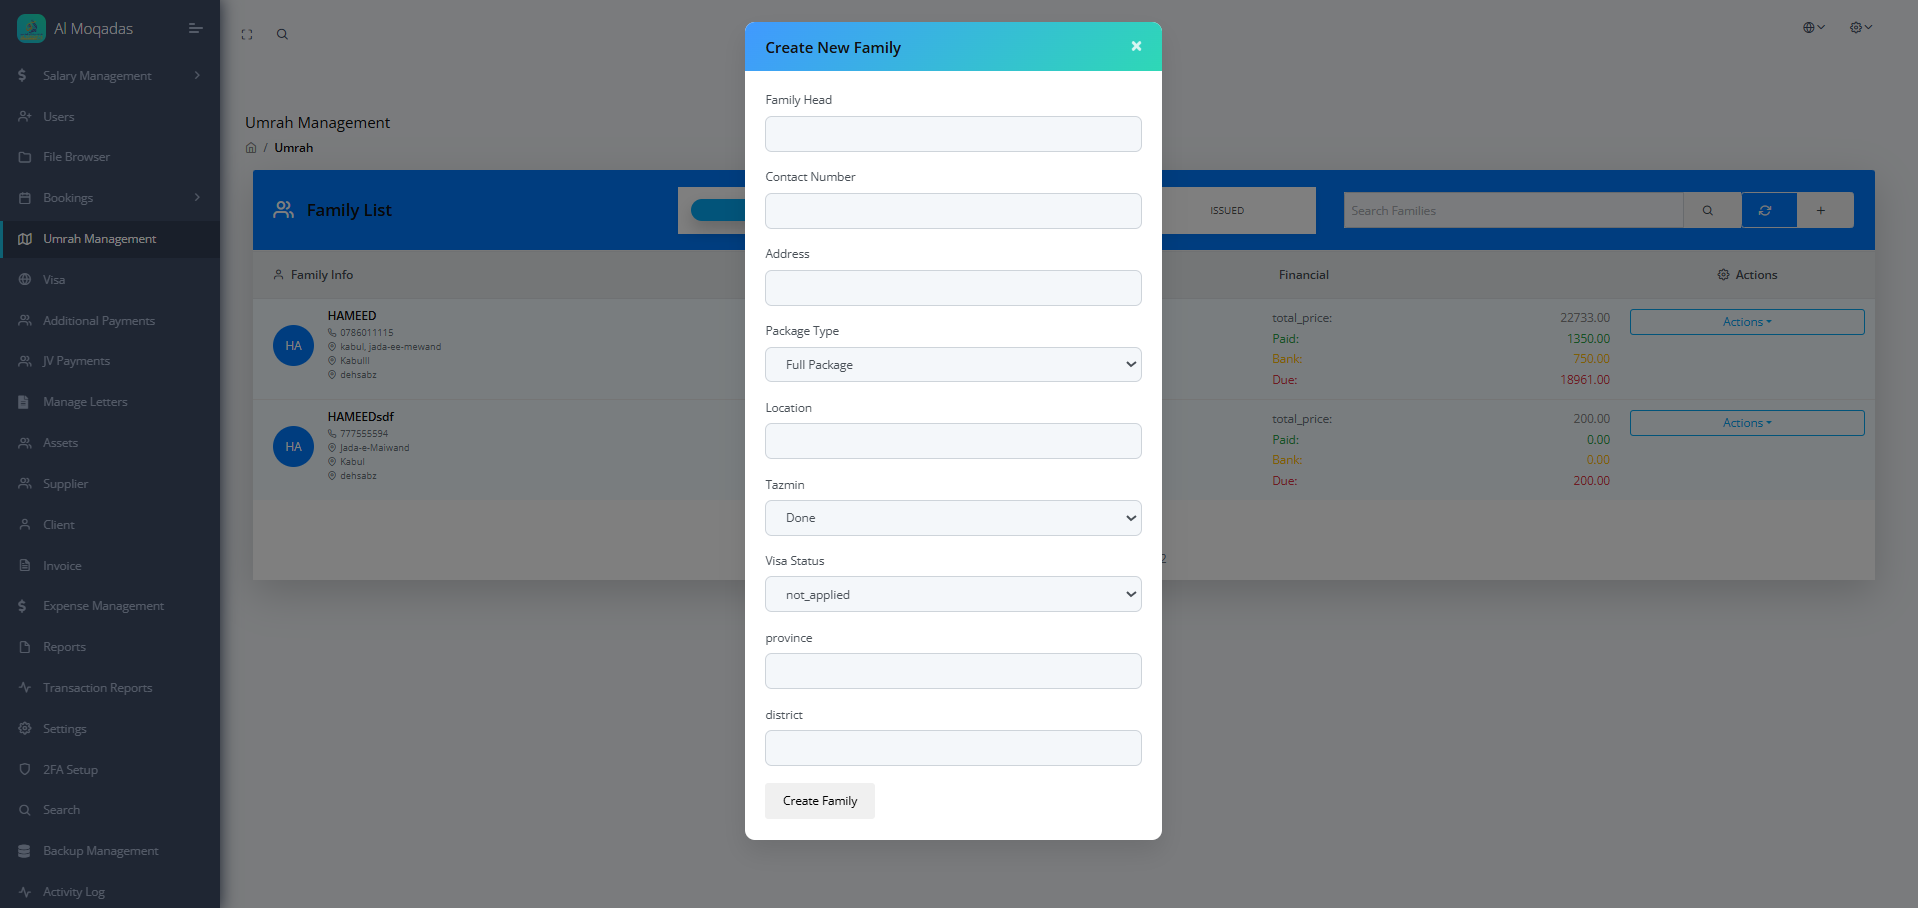 Al Moqadas
Salary Management
Users
File Browser
Bookings
Umrah Management
Visa
Additional Payments
JV Payments
Manage Letters
Assets
Supplier
Client
Invoice
Expense Management
Reports
Transaction Reports
Settings
2FA Setup
Search
Backup Management
Activity Log
Umrah Management
/ Umrah
Family List
ISSUED
Search Families
+
Family Info
Financial
Actions
HA
HAMEED
0786011115
kabul, jada-ee-mewand
Kabulll
dehsabz
total_price: 22733.00
Paid: 1350.00
Bank: 750.00
Due: 18961.00
Actions
HA
HAMEEDsdf
777555594
Jada-e-Maiwand
Kabul
dehsabz
total_price: 200.00
Paid: 0.00
Bank: 0.00
Due: 200.00
Actions
2
Create New Family
×
Family Head
Contact Number
Address
Package Type
Full Package
Location
Tazmin
Done
Visa Status
not_applied
province
district
Create Family